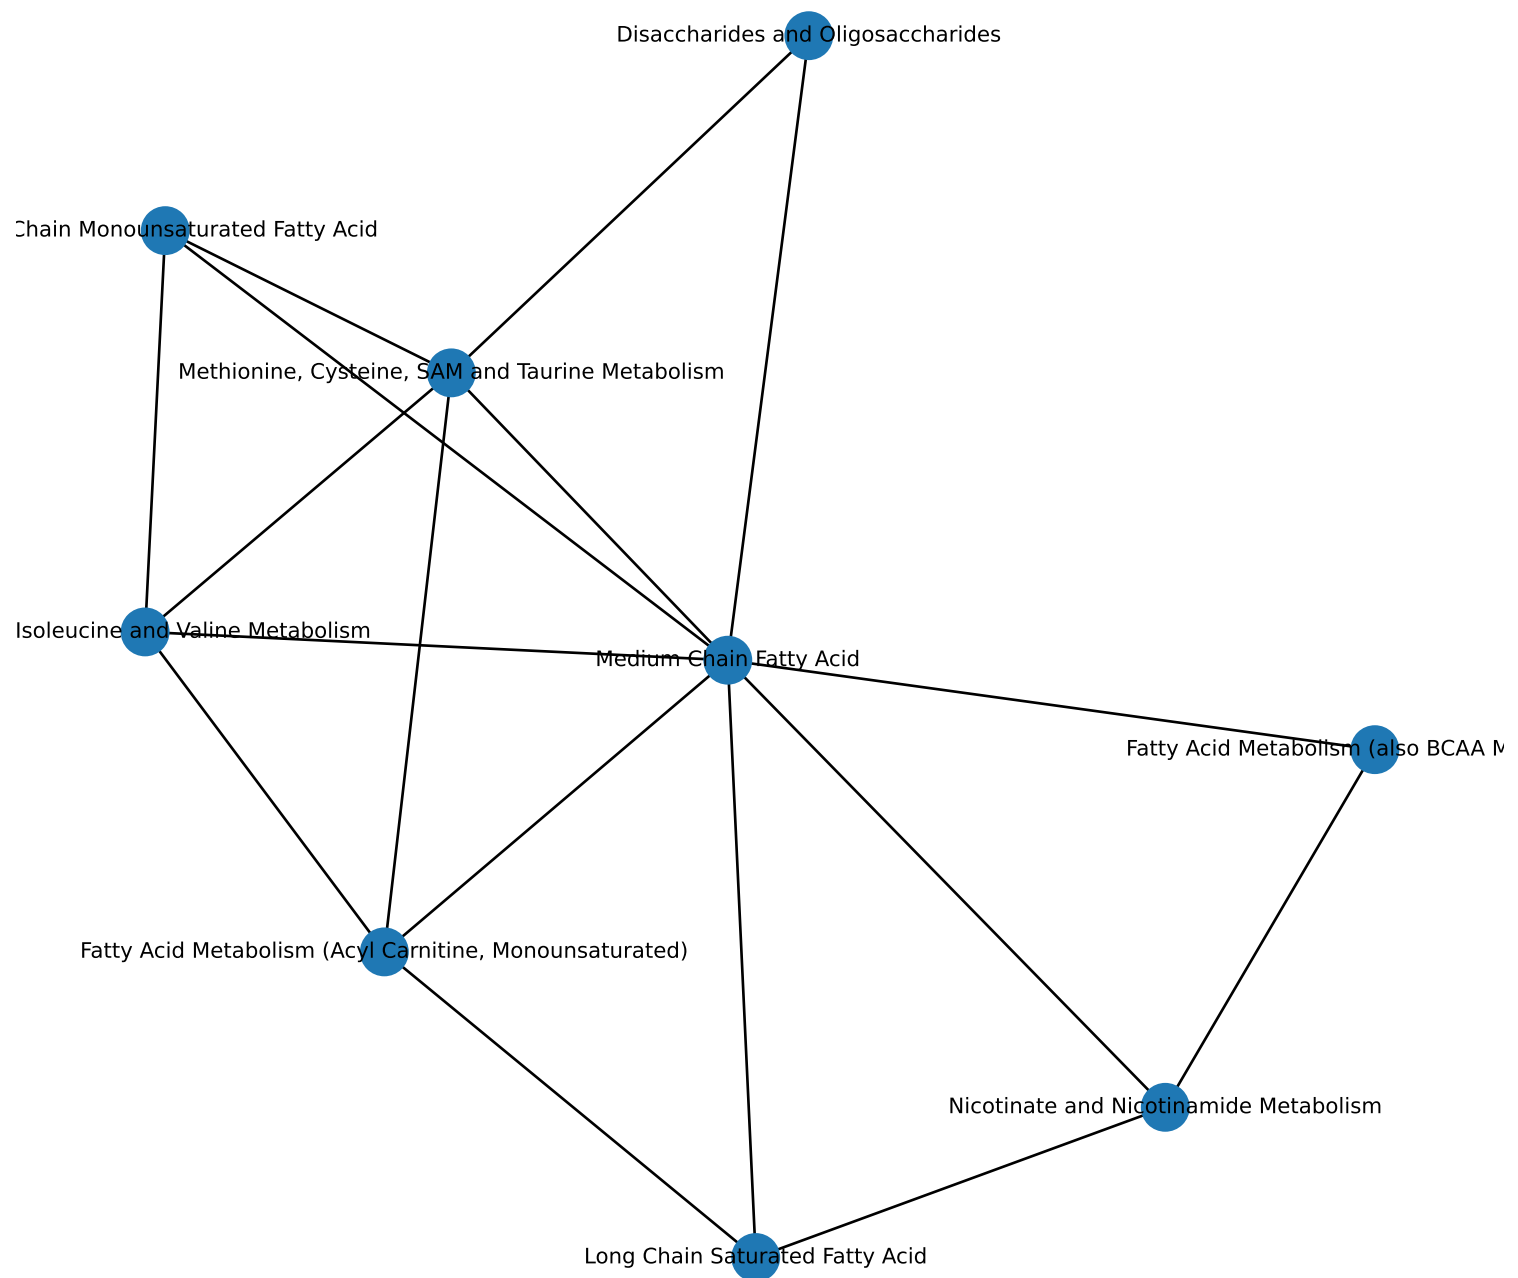 Disaccharides and Oligosaccharides
Chain Monounsaturated Fatty Acid
Methionine, Cysteine, SAM and Taurine Metabolism
Isoleucine and Valine Metabolism
Medium Chain Fatty Acid
Fatty Acid Metabolism (also BCAA
Fatty Acid Metabolism (Acyl Carnitine, Monounsaturated)
Nicotinate and Nicotinamide Metabolism
Long Chain Saturated Fatty Acid